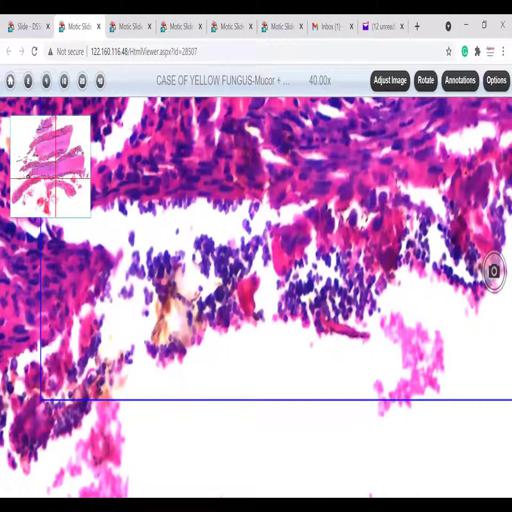 Slide - DSS Motic Slide Motic Slide Motic Slide Motic Slide Motic Slide Inbox (1) - (12 unread
Not secure | 122.160.116.48/HtmlViewer.aspx?id=28507
CASE OF YELLOW FUNGUS-Mucor + ... 40.00x Adjust Image Rotate Annotations Options